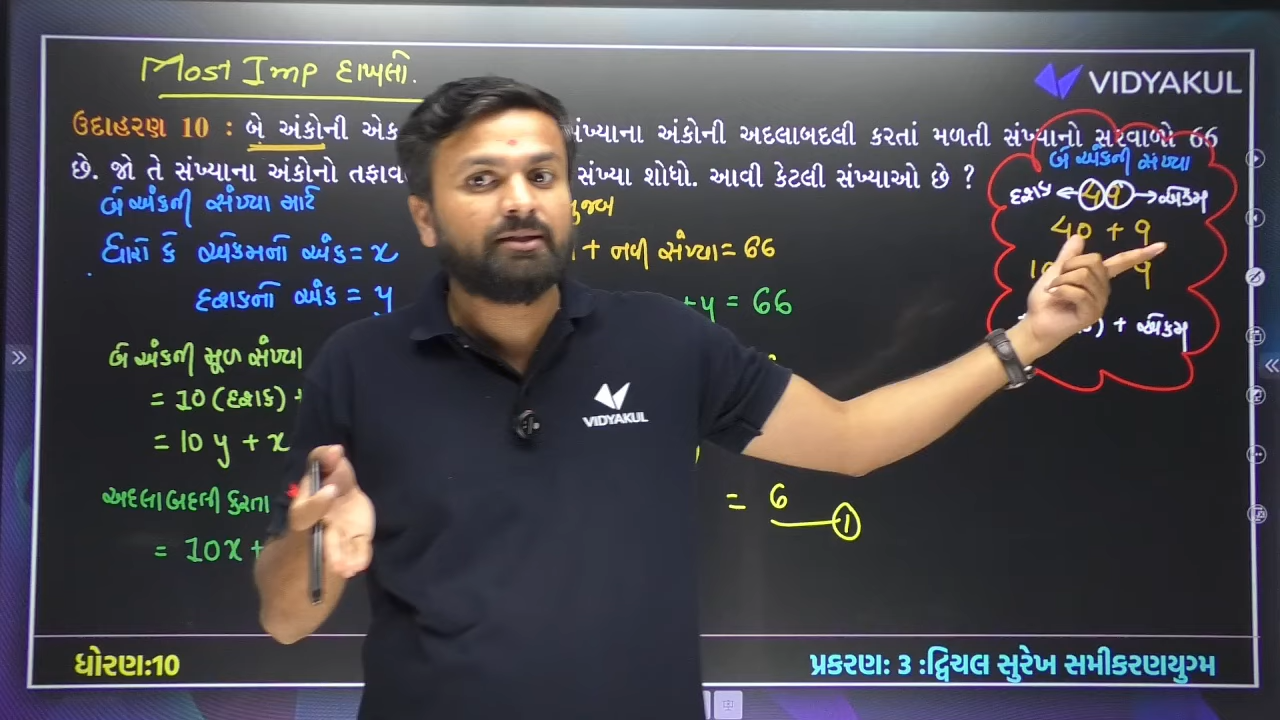 Most Imp દાખલો.
VIDYAKUL
ઉદાહરણ 10 : બે અંકોની એક સંખ્યાના અંકોની અદલાબદલી કરતાં મળતી સંખ્યાનો સરવાળો 66
છે. જો તે સંખ્યાના અંકોનો સંખ્યા શોધો. આવી કેટલી સંખ્યાઓ છે ?
બે અંકની સંખ્યા માટે
ધારો કે એકમનો અંક = x
દશકનો અંક = y
બે અંકની મૂળ સંખ્યા
= 10 (દશક) +
= 10 y + x
અદલાબદલી કરતા
= 10x +
+ નવી સંખ્યા = 66
+ y = 66
= 6 ①
બે અંકની સંખ્યા
દશક ← 49 → એકમ
40 + 9
9
) + એકમ
VIDYAKUL
ધોરણ:10
પ્રકરણ: 3 :દ્વિચલ સુરેખ સમીકરણયુગ્મ